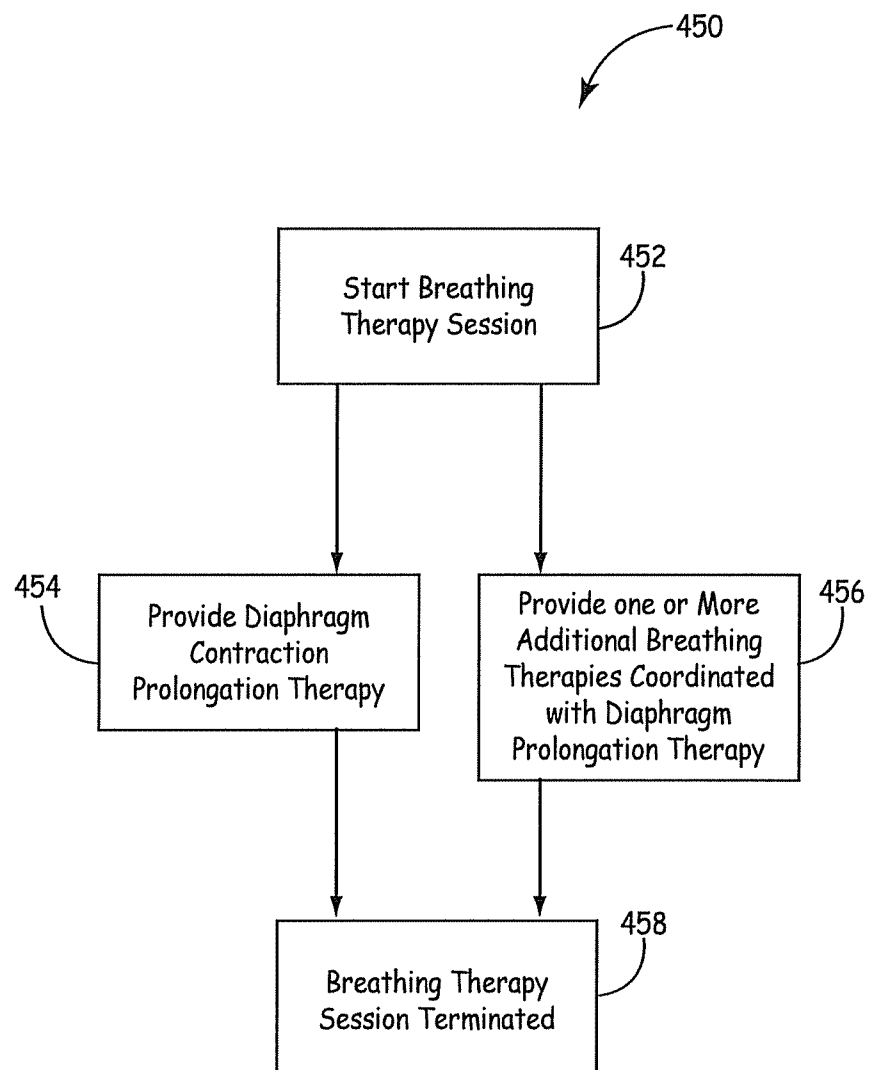 450
452
Start Breathing
Therapy Session
454
Provide Diaphragm
Contraction
Prolongation Therapy
456
Provide one or More
Additional Breathing
Therapies Coordinated
with Diaphragm
Prolongation Therapy
458
Breathing Therapy
Session Terminated